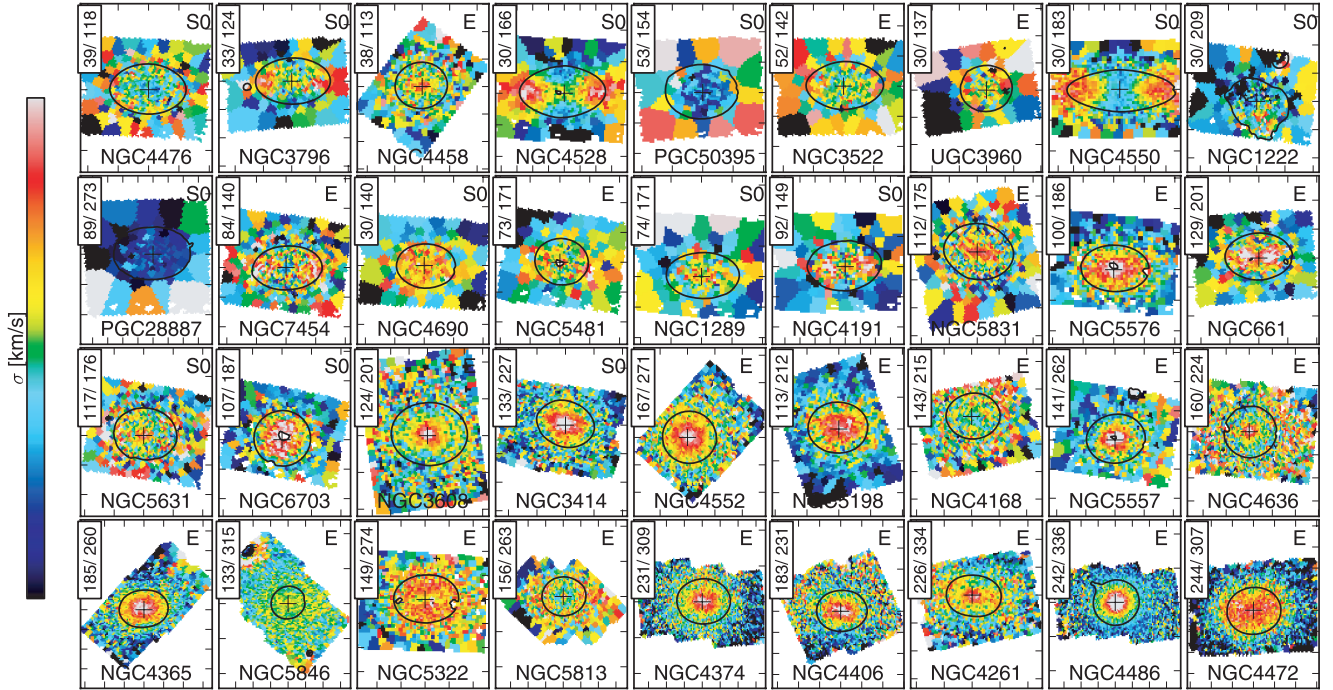 σ [km/s]
39/ 118
S0
NGC4476
33/ 124
S0
NGC3796
38/ 113
E
NGC4458
30/ 166
S0
NGC4528
53/ 154
S0
PGC50395
52/ 142
E
NGC3522
30/ 137
E
UGC3960
30/ 183
S0
NGC4550
30/ 209
S0
NGC1222
89/ 273
S0
PGC28887
84/ 140
E
NGC7454
30/ 140
E
NGC4690
73/ 171
E
NGC5481
74/ 171
S0
NGC1289
92/ 149
S0
NGC4191
112/ 175
E
NGC5831
100/ 186
E
NGC5576
129/ 201
E
NGC661
117/ 176
S0
NGC5631
107/ 187
S0
NGC6703
124/ 201
E
NGC3608
133/ 227
S0
NGC3414
167/ 271
E
NGC4552
113/ 212
E
NGC5198
143/ 215
E
NGC4168
141/ 262
E
NGC5557
160/ 224
E
NGC4636
185/ 260
E
NGC4365
133/ 315
E
NGC5846
149/ 274
E
NGC5322
156/ 263
E
NGC5813
231/ 309
E
NGC4374
183/ 231
E
NGC4406
226/ 334
E
NGC4261
242/ 336
E
NGC4486
244/ 307
E
NGC4472